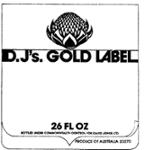 D.J's. GOLD LABEL
26 FL OZ
BOTTLED UNDER COMMONWEALTH CONTROL FOR DAVID JONES LTD
PRODUCE OF AUSTRALIA